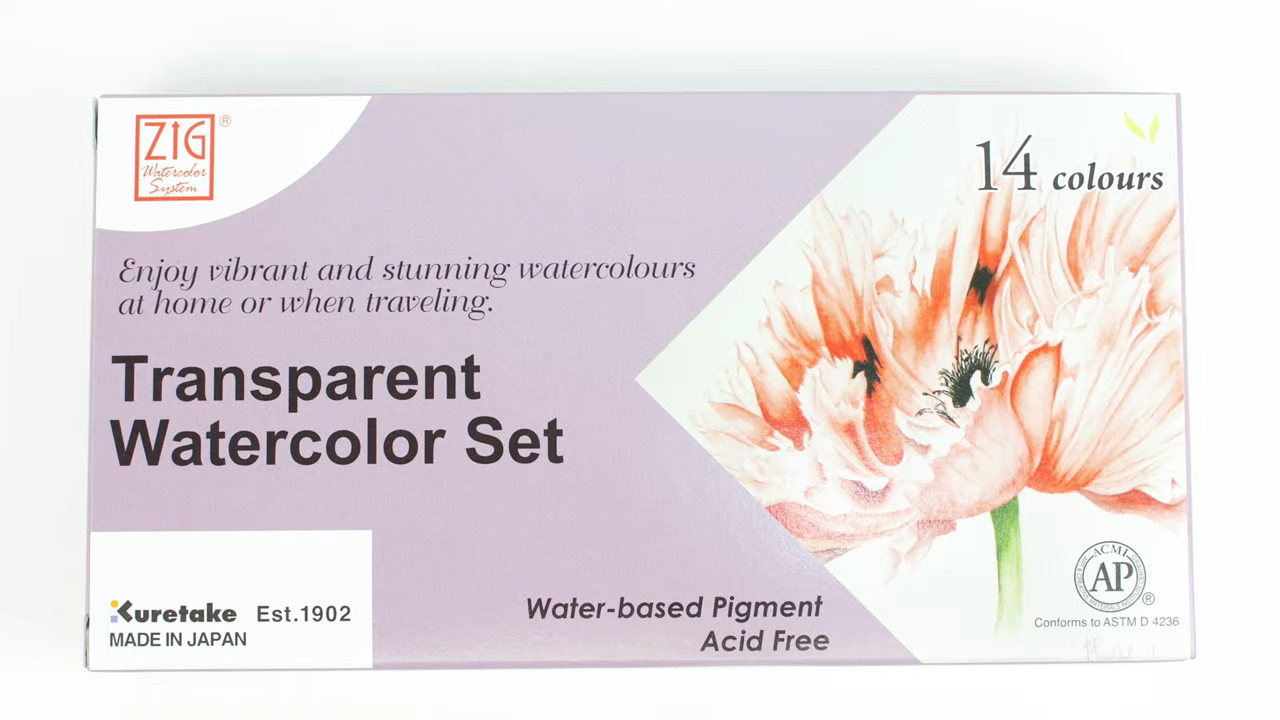 ZIG®
Watercolor
System
14 colours
Enjoy vibrant and stunning watercolours
at home or when traveling.
Transparent
Watercolor Set
Kuretake Est.1902
MADE IN JAPAN
Water-based Pigment
Acid Free
ACMI
AP®
Conforms to ASTM D 4236